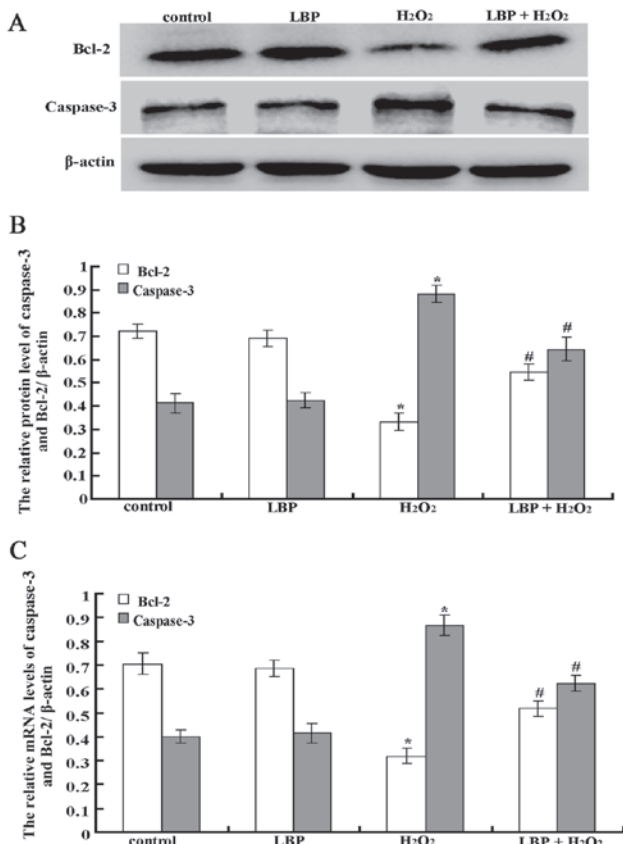 A
control LBP H2O2 LBP + H2O2
Bcl-2
Caspase-3
β-actin
B
The relative protein level of caspase-3
and Bcl-2/ β-actin
1
0.9
0.8
0.7
0.6
0.5
0.4
0.3
0.2
0.1
0
Bcl-2
Caspase-3
*
*
#
#
control LBP H2O2 LBP + H2O2
C
The relative mRNA levels of caspase-3
and Bcl-2/ β-actin
1
0.9
0.8
0.7
0.6
0.5
0.4
0.3
0.2
0.1
0
Bcl-2
Caspase-3
*
*
#
#
control LBP H2O2 LBP + H2O2